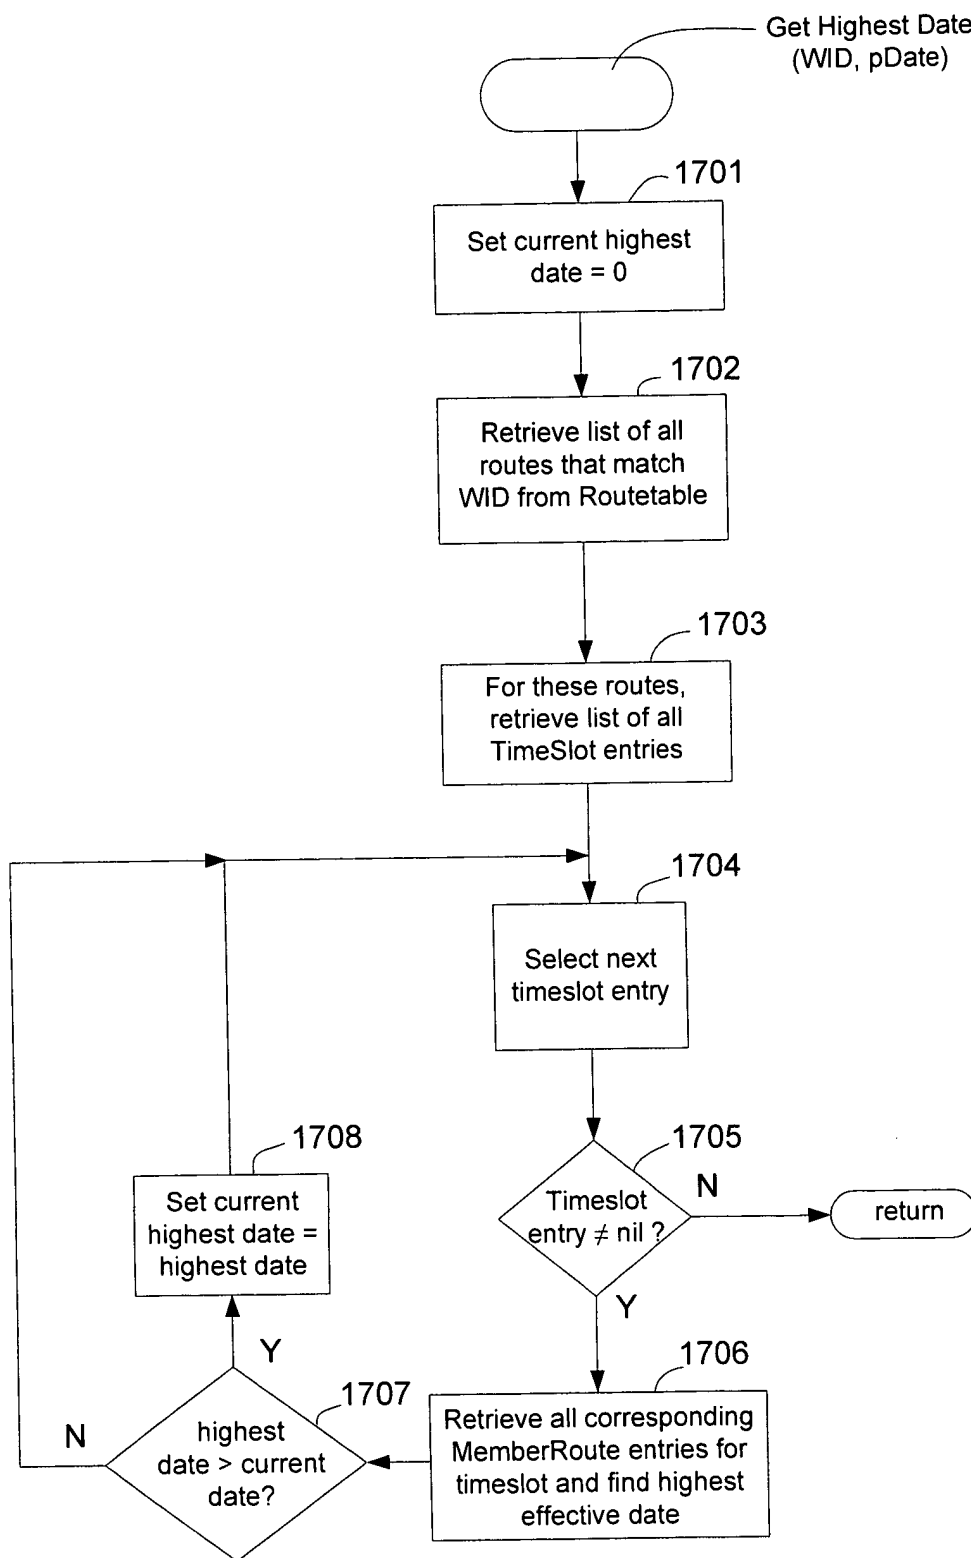 Get Highest Date
(WID, pDate)
1701
Set current highest
date = 0
1702
Retrieve list of all
routes that match
WID from Routetable
1703
For these routes,
retrieve list of all
TimeSlot entries
1704
Select next
timeslot entry
1705
Timeslot
entry ≠ nil ?
N
return
Y
1706
Retrieve all corresponding
MemberRoute entries for
timeslot and find highest
effective date
1707
highest
date > current
date?
N
Y
1708
Set current
highest date =
highest date